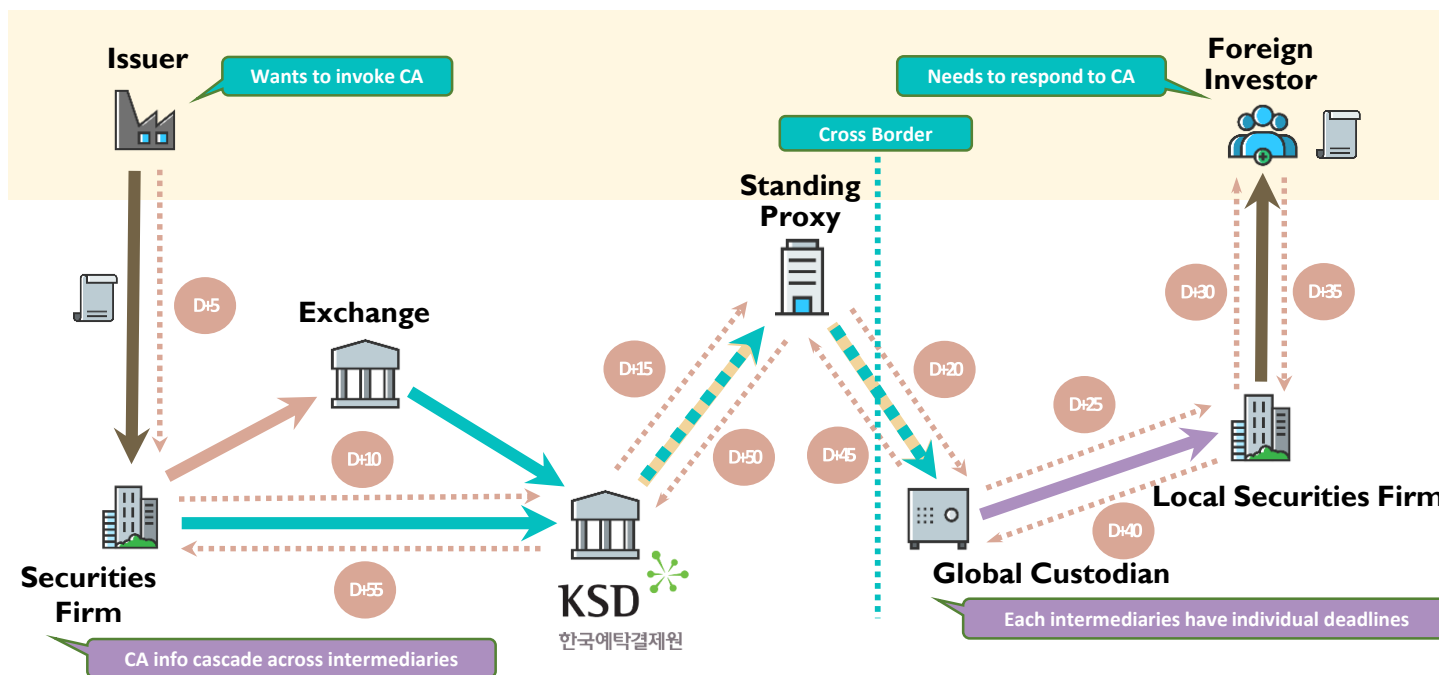 Issuer
Wants to invoke CA
Needs to respond to CA
Foreign
Investor
Cross Border
Standing
Proxy
D+5
Exchange
D+10
D+15
D+50
D+20
D+45
D+25
D+30
D+35
D+40
D+55
Securities
Firm
KSD
한국예탁결제원
Global Custodian
Local Securities Firm
CA info cascade across intermediaries
Each intermediaries have individual deadlines